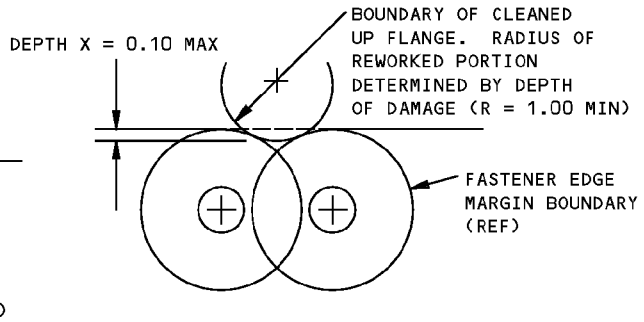 BOUNDARY OF CLEANED
UP FLANGE. RADIUS OF
REWORKED PORTION
DETERMINED BY DEPTH
OF DAMAGE (R = 1.00 MIN)
DEPTH X = 0.10 MAX
FASTENER EDGE
MARGIN BOUNDARY
(REF)